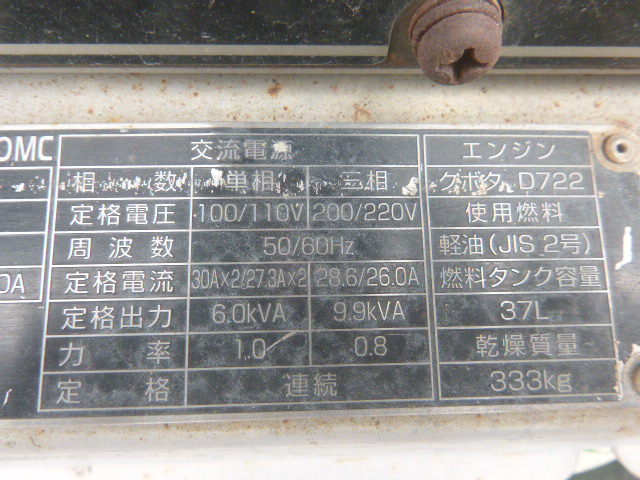 DMC
交流電源
エンジン
相 数 単相 三相
クボタ D722
定格電圧 100/110V 200/220V
使用燃料
周波数 50/60Hz
軽油(JIS 2号)
0A
定格電流 30A×2/27.3A×2 28.6/26.0A
燃料タンク容量
定格出力 6.0kVA 9.9kVA
37L
力 率 1.0 0.8
乾燥質量
定 格 連続
333kg